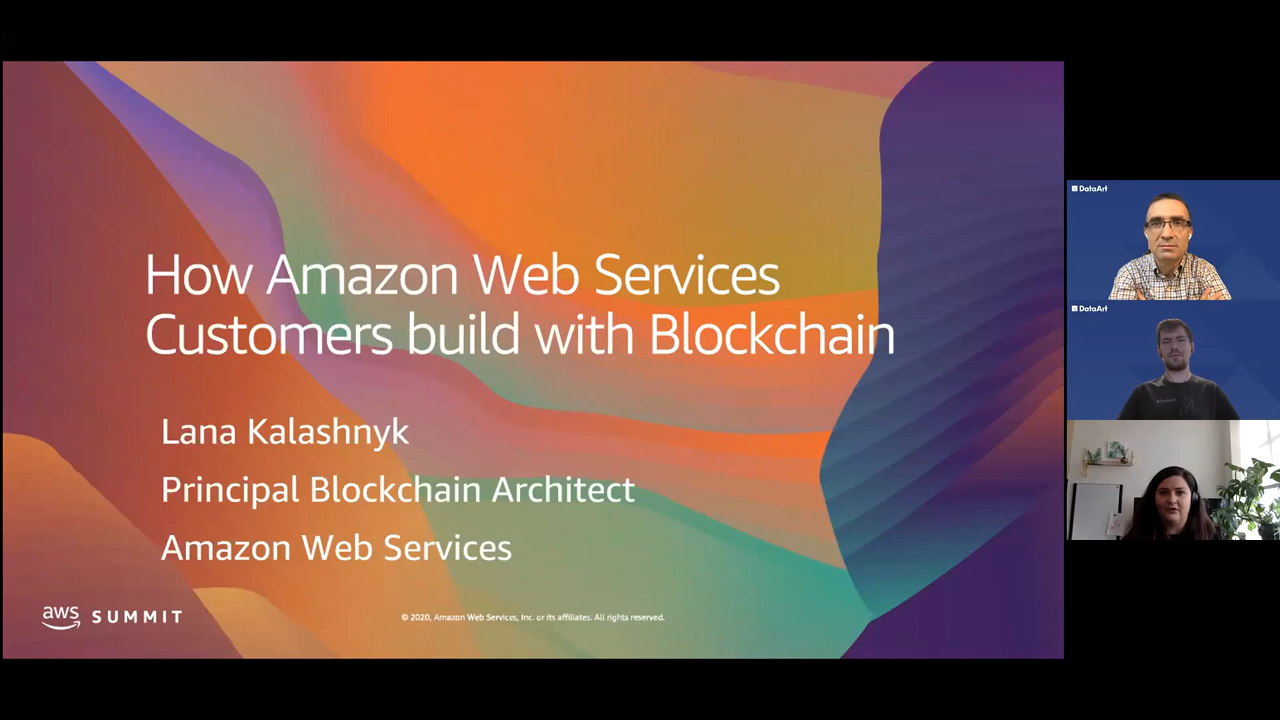 How Amazon Web Services
Customers build with Blockchain
Lana Kalashnyk
Principal Blockchain Architect
Amazon Web Services
aws SUMMIT
© 2020, Amazon Web Services, Inc. or its affiliates. All rights reserved.
DataArt
DataArt